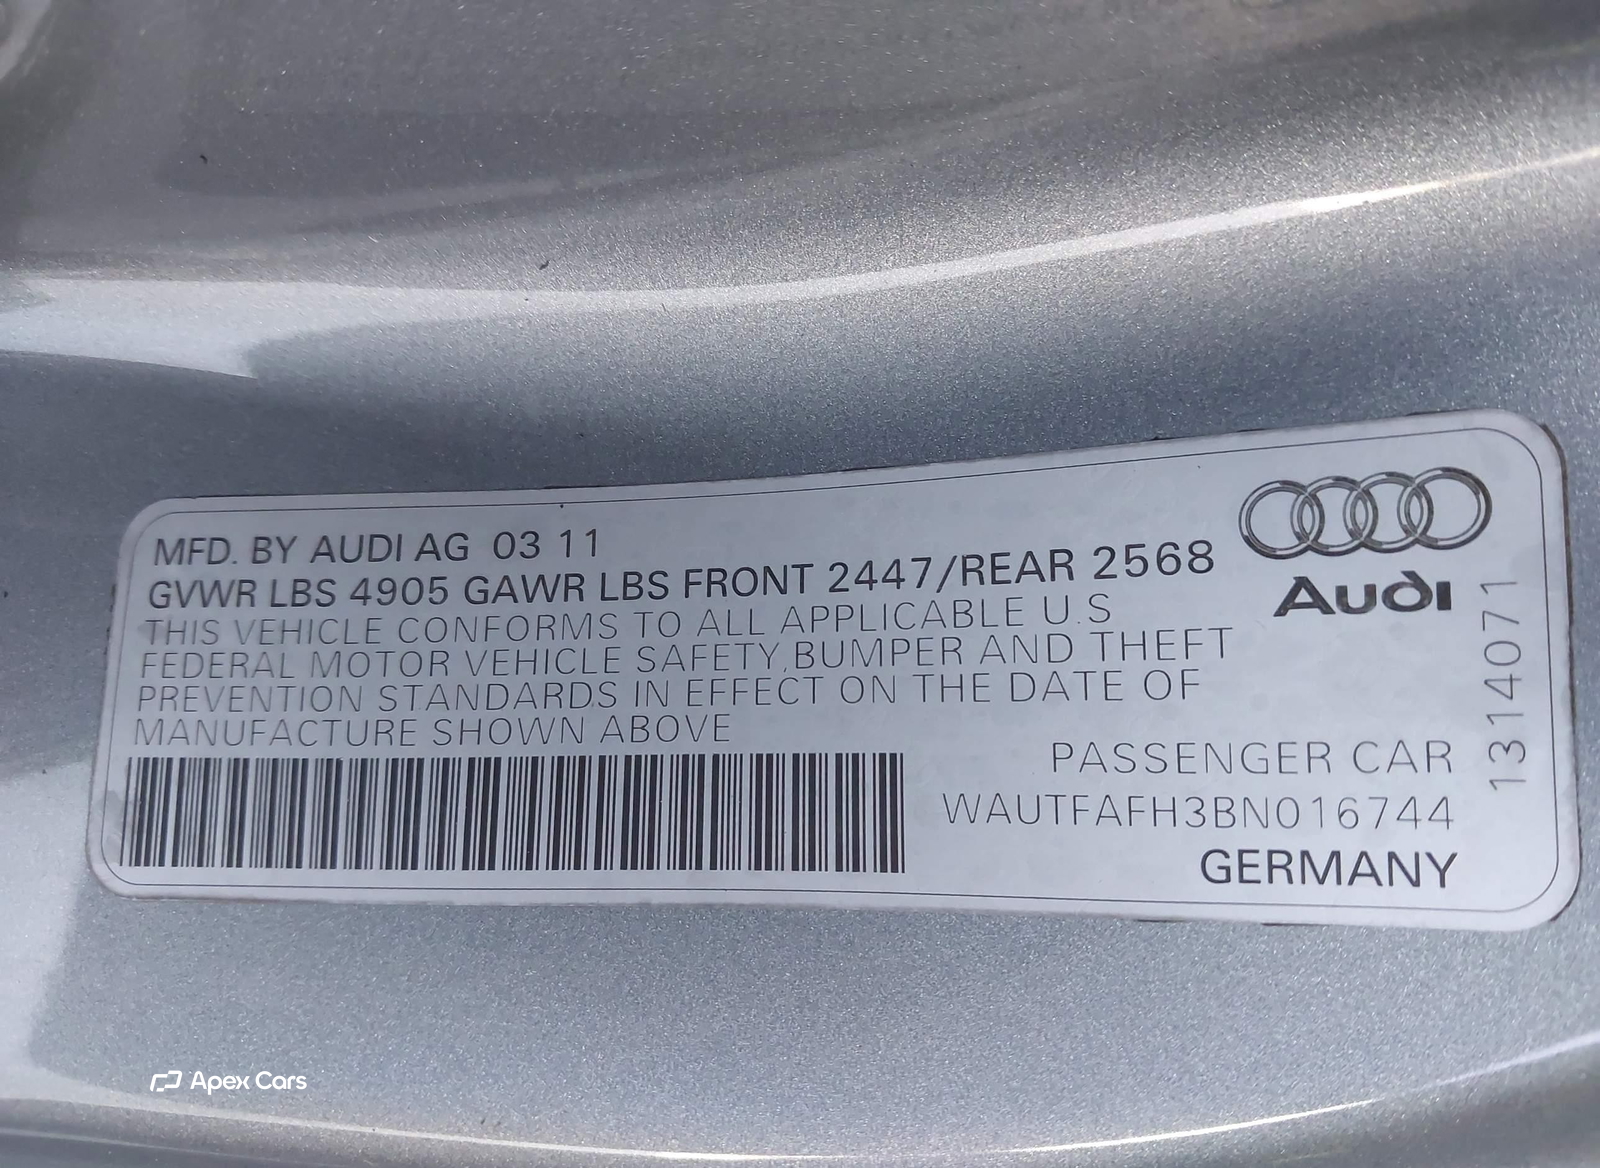 MFD. BY AUDI AG 03 11
GVWR LBS 4905 GAWR LBS FRONT 2447/REAR 2568
THIS VEHICLE CONFORMS TO ALL APPLICABLE U.S
FEDERAL MOTOR VEHICLE SAFETY,BUMPER AND THEFT
PREVENTION STANDARDS IN EFFECT ON THE DATE OF
MANUFACTURE SHOWN ABOVE
Audi
1314071
PASSENGER CAR
WAUTFAFH3BN016744
GERMANY
Apex Cars